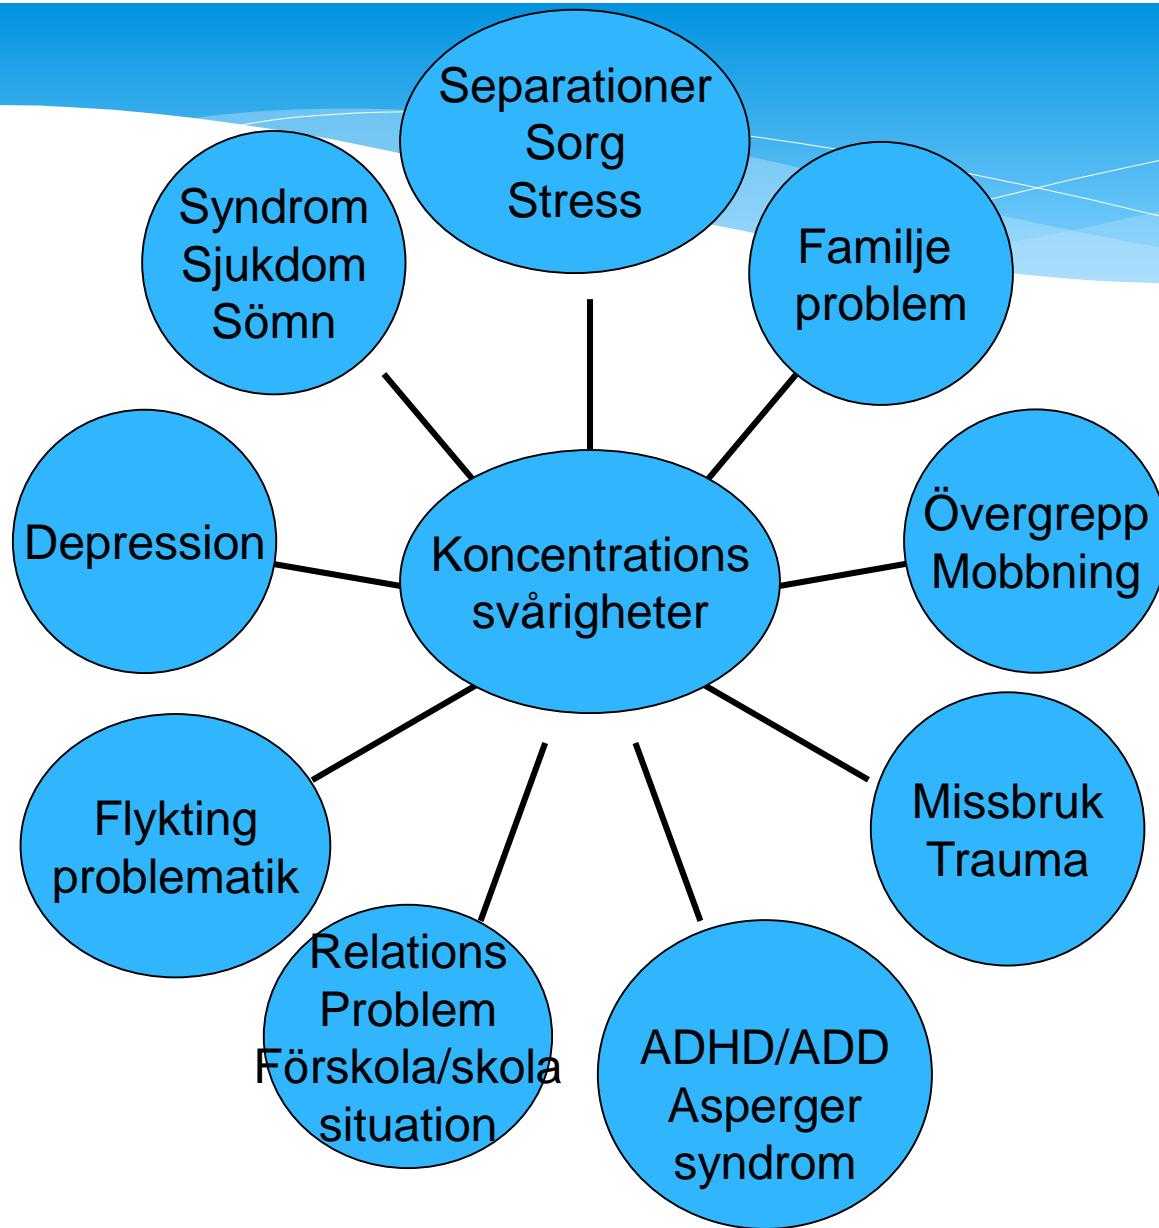 Separationer
Sorg
Stress
Syndrom
Sjukdom
Sömn
Familje
problem
Depression
Koncentrations
svårigheter
Övergrepp
Mobbning
Flykting
problematik
Missbruk
Trauma
Relations
Problem
Förskola/skola
situation
ADHD/ADD
Asperger
syndrom